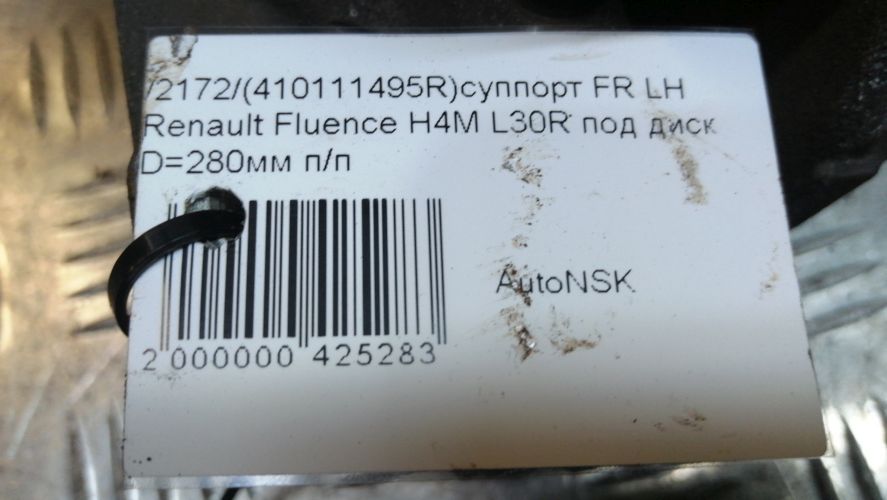 /2172/(410111495R)суппорт FR LH
Renault Fluence H4M L30R под диск
D=280мм п/п
AutoNSK
2 000000 425283